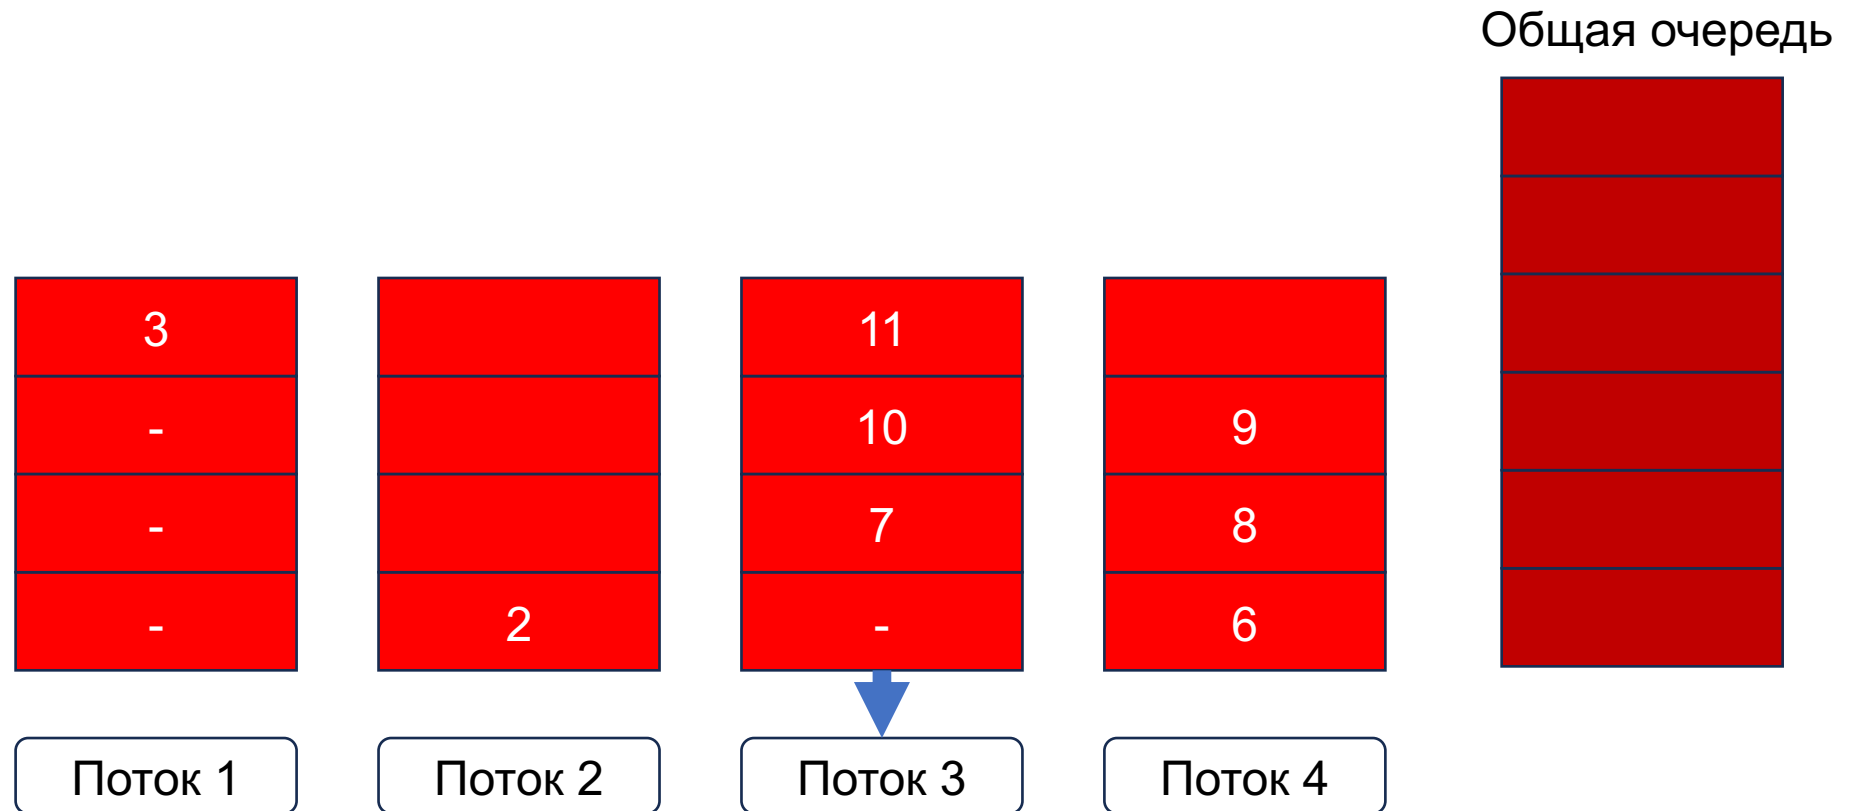 Общая очередь
3 11
- 10 9
- 7 8
- 2 - 6
Поток 1 Поток 2 Поток 3 Поток 4